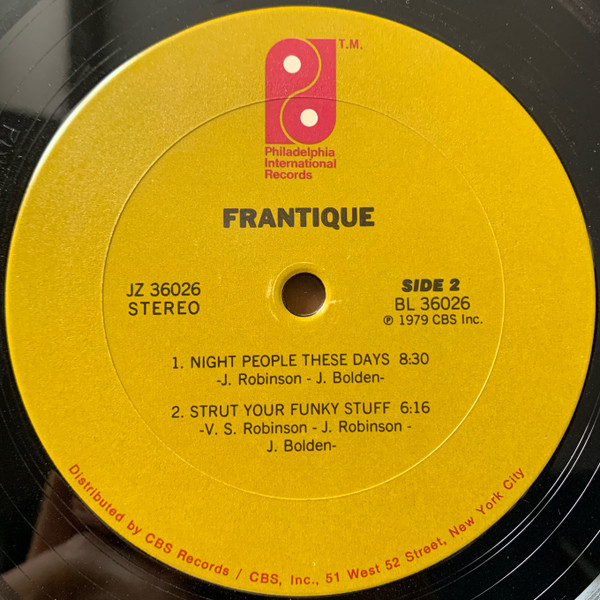 T.M.
Philadelphia
International
Records
FRANTIQUE
JZ 36026
STEREO
SIDE 2
BL 36026
℗ 1979 CBS Inc.
1. NIGHT PEOPLE THESE DAYS 8:30
-J. Robinson - J. Bolden-
2. STRUT YOUR FUNKY STUFF 6:16
-V. S. Robinson - J. Robinson -
J. Bolden-
Distributed by CBS Records / CBS, Inc., 51 West 52 Street, New York City